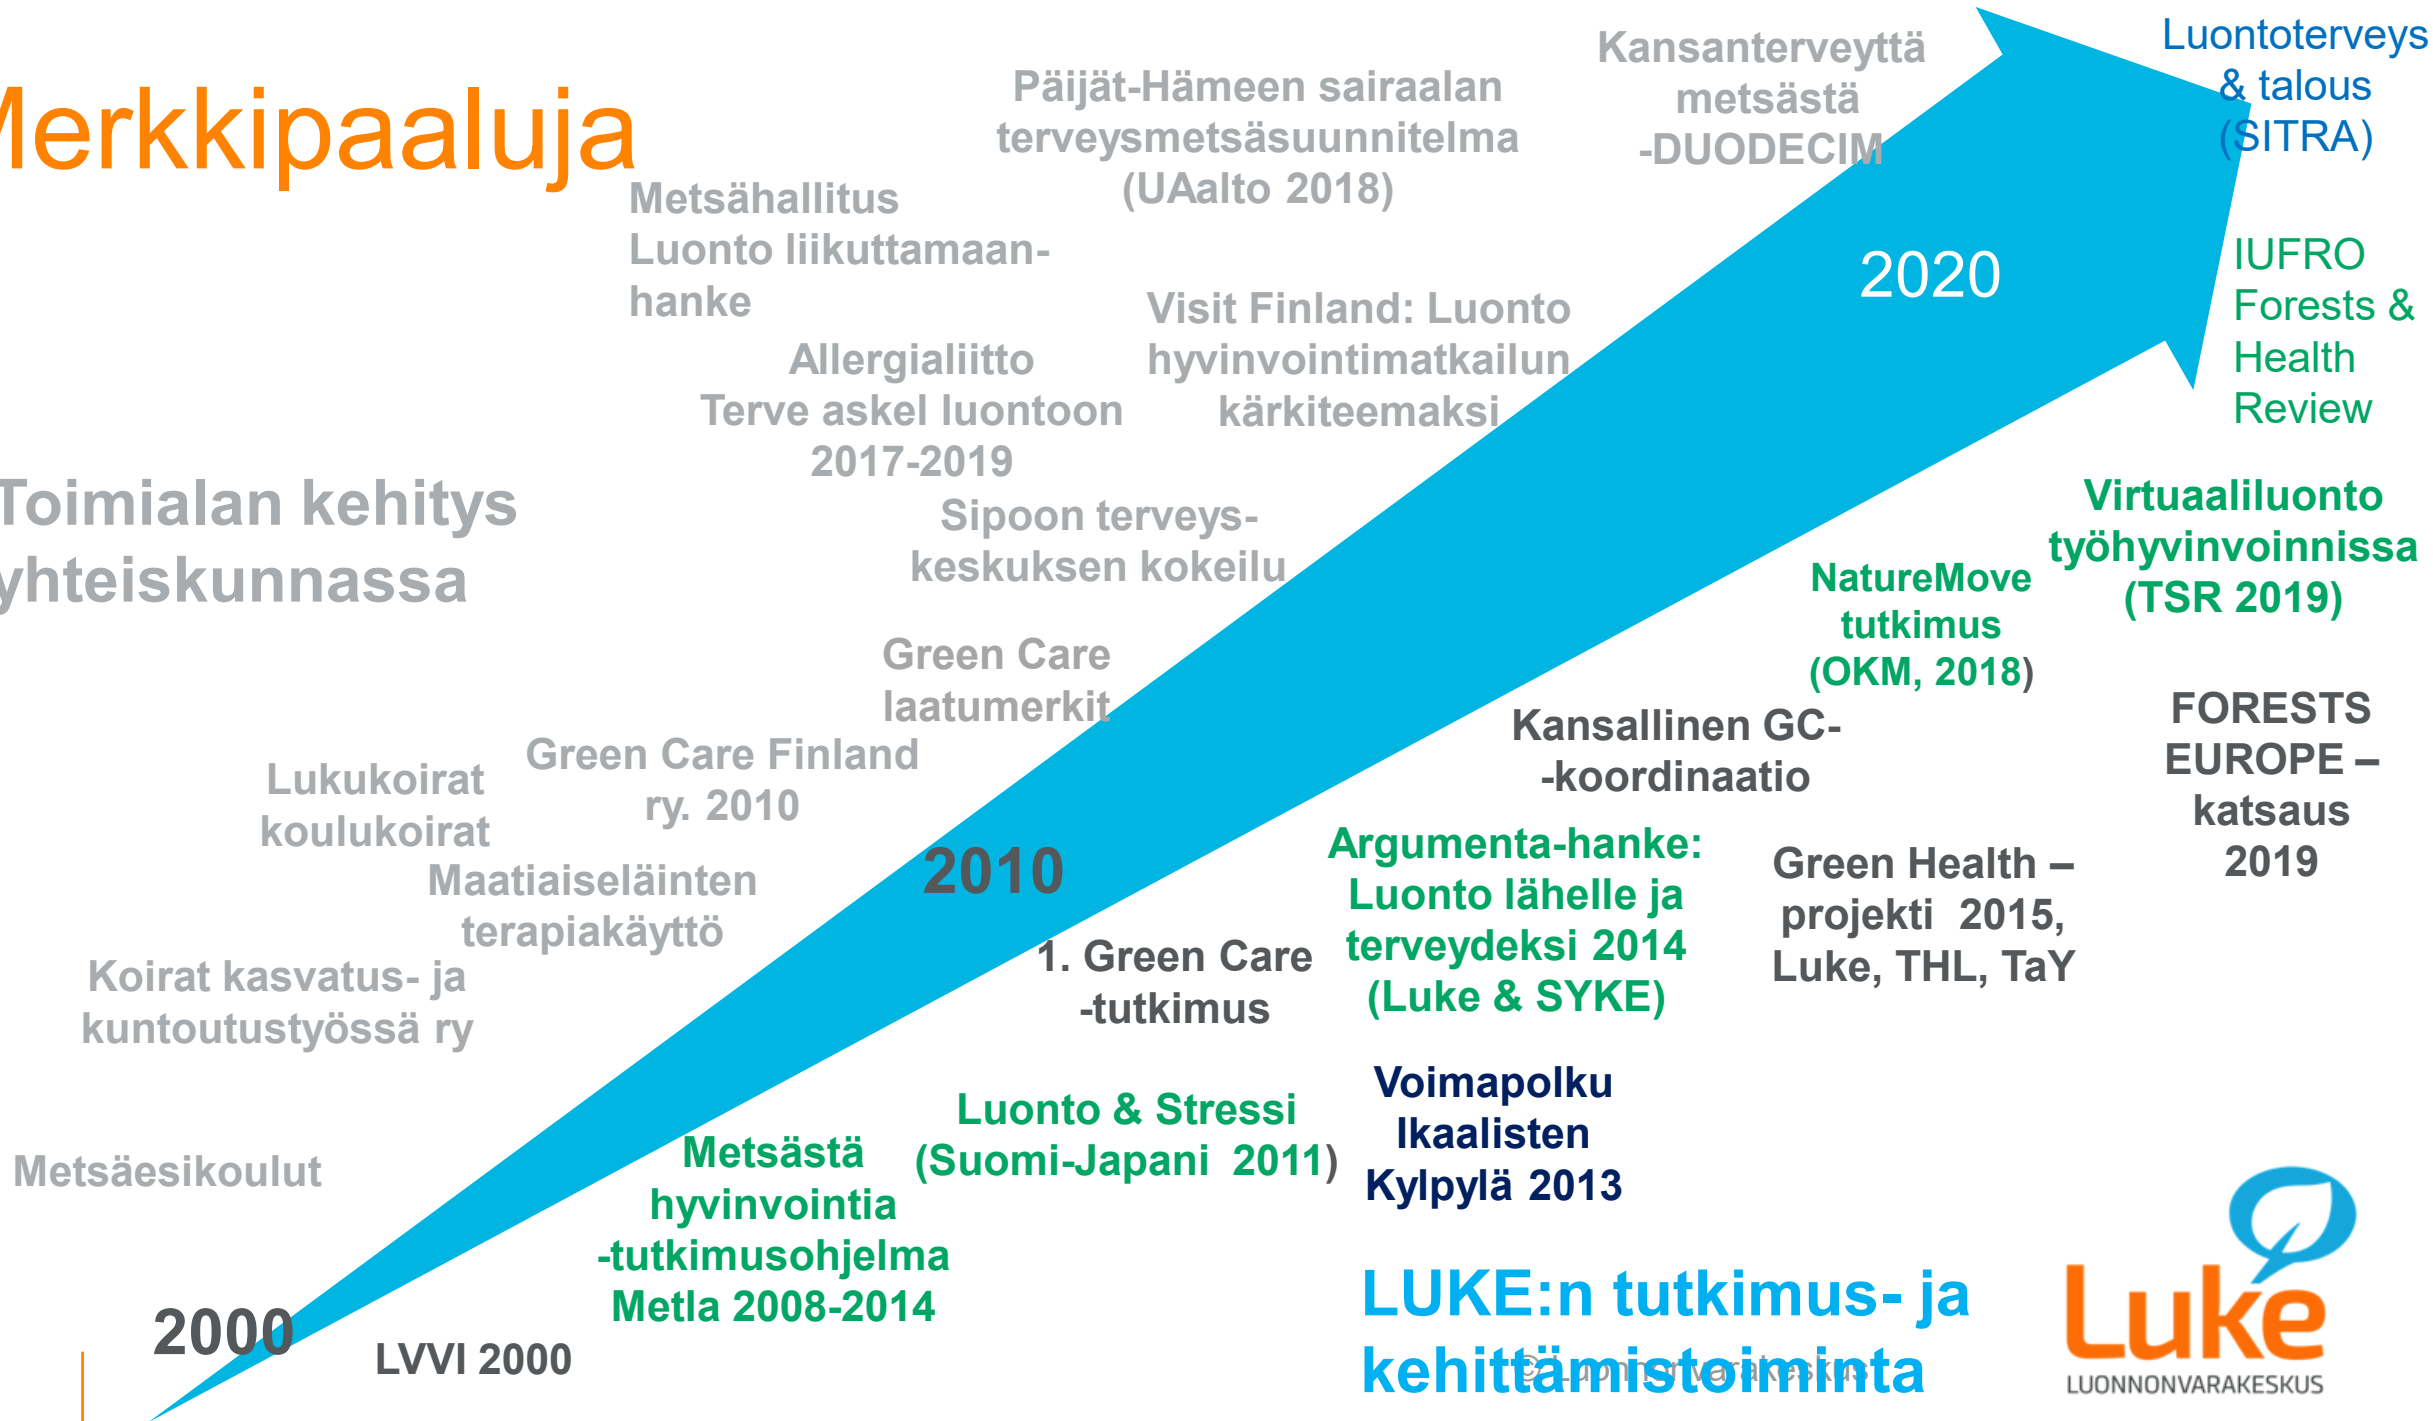 Merkkipaaluja
Toimialan kehitys
yhteiskunnassa
Metsähallitus
Luonto liikuttamaan-
hanke
Päijät-Hämeen sairaalan
terveysmetsäsuunnitelma
(UAalto 2018)
Kansanterveyttä
metsästä
-DUODECIM
Luontoterveys
& talous
(SITRA)
2020
IUFRO
Forests &
Health
Review
Allergialiitto
Terve askel luontoon
2017-2019
Visit Finland: Luonto
hyvinvointimatkailun
kärkiteemaksi
Sipoon terveys-
keskuksen kokeilu
Green Care
laatumerkit
Green Care Finland
ry. 2010
Lukukoirat
koulukoirat
Maatiaiseläinten
terapiakäyttö
Koirat kasvatus- ja
kuntoutustyössä ry
Metsäesikoulut
2000
2010
LVVI 2000
Metsästä
hyvinvointia
-tutkimusohjelma
Metla 2008-2014
Luonto & Stressi
(Suomi-Japani  2011)
1. Green Care
-tutkimus
Voimapolku
Ikaalisten
Kylpylä 2013
Argumenta-hanke:
Luonto lähelle ja
terveydeksi 2014
(Luke & SYKE)
Kansallinen GC-
-koordinaatio
Green Health –
projekti  2015,
Luke, THL, TaY
NatureMove
tutkimus
(OKM, 2018)
Virtuaaliluonto
työhyvinvoinnissa
(TSR 2019)
FORESTS
EUROPE –
katsaus
2019
LUKE:n tutkimus- ja
kehittämistoiminta
© Luonnonvarakeskus
Luke
LUONNONVARAKESKUS